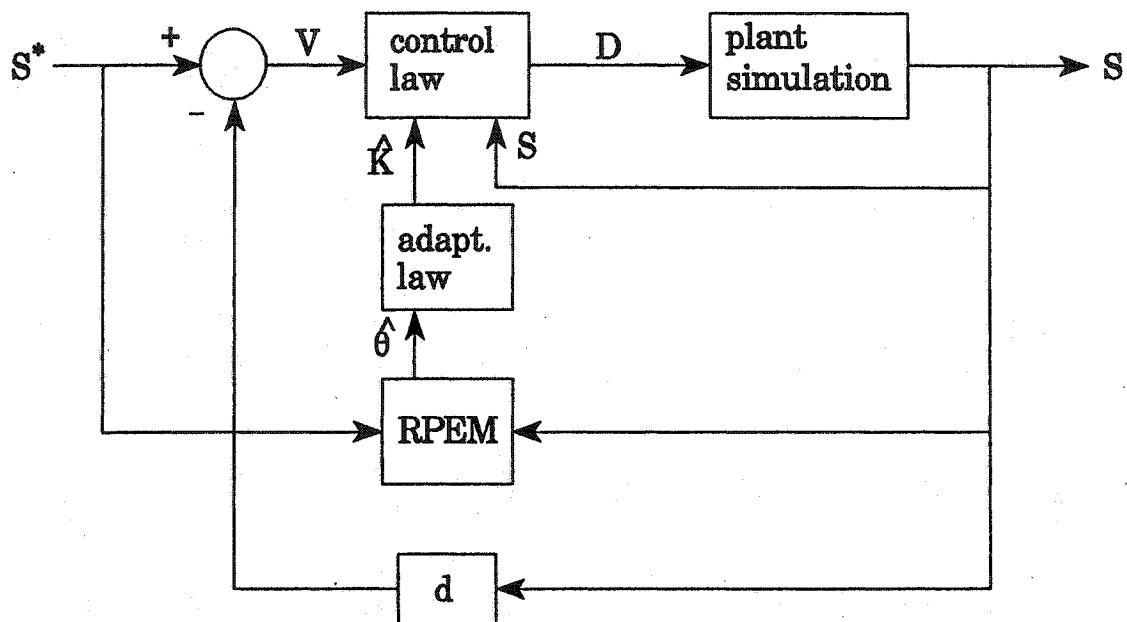 S*
+
-
V
control
law
D
plant
simulation
S
K̂
S
adapt.
law
θ̂
RPEM
d